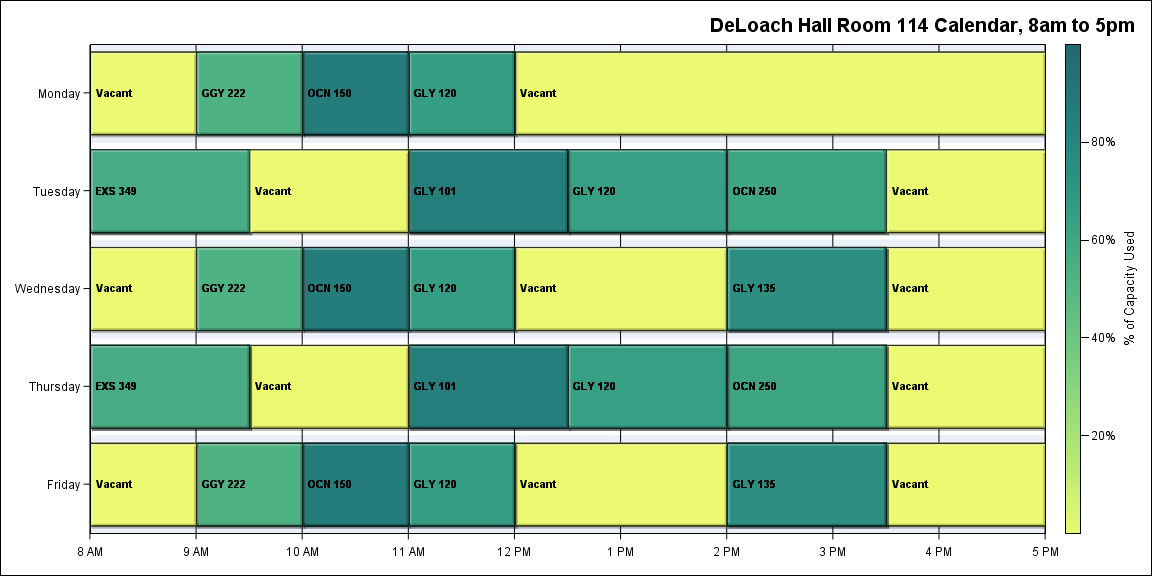 DeLoach Hall Room 114 Calendar, 8am to 5pm
Monday
Vacant
GGY 222
OCN 150
GLY 120
Vacant
Tuesday
EXS 349
Vacant
GLY 101
GLY 120
OCN 250
Vacant
Wednesday
Vacant
GGY 222
OCN 150
GLY 120
Vacant
GLY 135
Vacant
Thursday
EXS 349
Vacant
GLY 101
GLY 120
OCN 250
Vacant
Friday
Vacant
GGY 222
OCN 150
GLY 120
Vacant
GLY 135
Vacant
8 AM
9 AM
10 AM
11 AM
12 PM
1 PM
2 PM
3 PM
4 PM
5 PM
80%
60%
40%
20%
% of Capacity Used